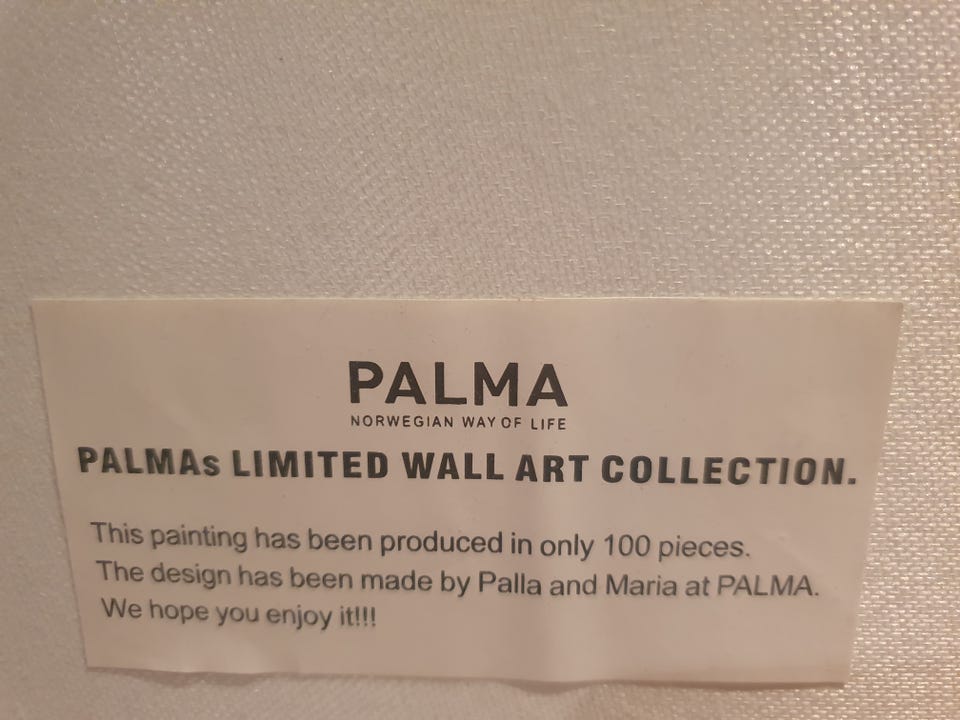 PALMA
NORWEGIAN WAY OF LIFE
PALMAs LIMITED WALL ART COLLECTION.
This painting has been produced in only 100 pieces.
The design has been made by Palla and Maria at PALMA.
We hope you enjoy it!!!